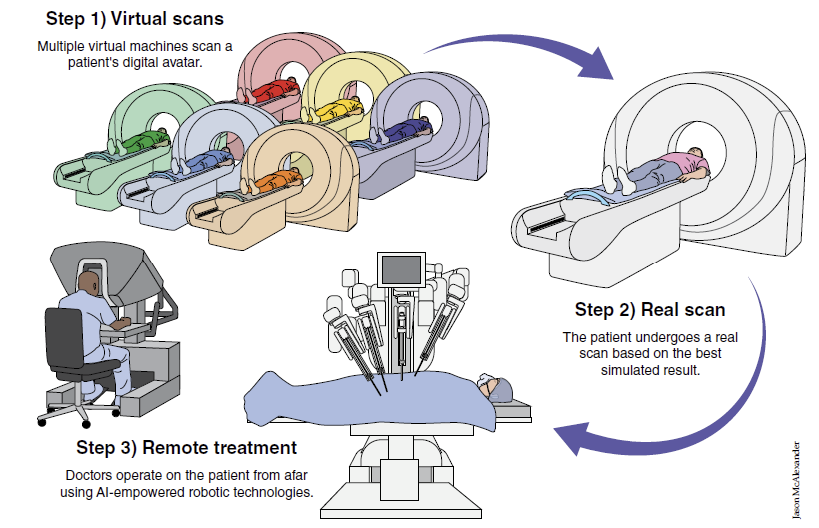 Step 1) Virtual scans
Multiple virtual machines scan a
patient's digital avatar.
Step 2) Real scan
The patient undergoes a real
scan based on the best
simulated result.
Step 3) Remote treatment
Doctors operate on the patient from afar
using AI-empowered robotic technologies.
Jason McAlexander